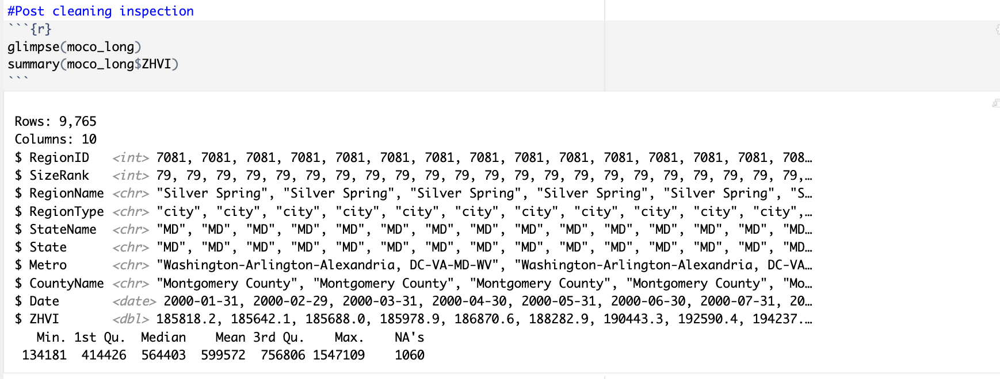 #Post cleaning inspection
```{r}
glimpse(moco_long)
summary(moco_long$ZHVI)
```
Rows: 9,765
Columns: 10
$ RegionID   <int> 7081, 7081, 7081, 7081, 7081, 7081, 7081, 7081, 7081, 7081, 7081, 7081, 7081, 7081, 708…
$ SizeRank   <int> 79, 79, 79, 79, 79, 79, 79, 79, 79, 79, 79, 79, 79, 79, 79, 79, 79, 79, 79, 79, 79, 79,…
$ RegionName <chr> "Silver Spring", "Silver Spring", "Silver Spring", "Silver Spring", "Silver Spring", "S…
$ RegionType <chr> "city", "city", "city", "city", "city", "city", "city", "city", "city", "city", "city",…
$ StateName  <chr> "MD", "MD", "MD", "MD", "MD", "MD", "MD", "MD", "MD", "MD", "MD", "MD", "MD", "MD", "MD…
$ State      <chr> "MD", "MD", "MD", "MD", "MD", "MD", "MD", "MD", "MD", "MD", "MD", "MD", "MD", "MD", "MD…
$ Metro      <chr> "Washington-Arlington-Alexandria, DC-VA-MD-WV", "Washington-Arlington-Alexandria, DC-VA…
$ CountyName <chr> "Montgomery County", "Montgomery County", "Montgomery County", "Montgomery County", "Mo…
$ Date       <date> 2000-01-31, 2000-02-29, 2000-03-31, 2000-04-30, 2000-05-31, 2000-06-30, 2000-07-31, 20…
$ ZHVI       <dbl> 185818.2, 185642.1, 185688.0, 185978.9, 186870.6, 188282.9, 190443.3, 192590.4, 194237.…
   Min. 1st Qu.  Median    Mean 3rd Qu.    Max.    NA's
 134181  414426  564403  599572  756806 1547109    1060